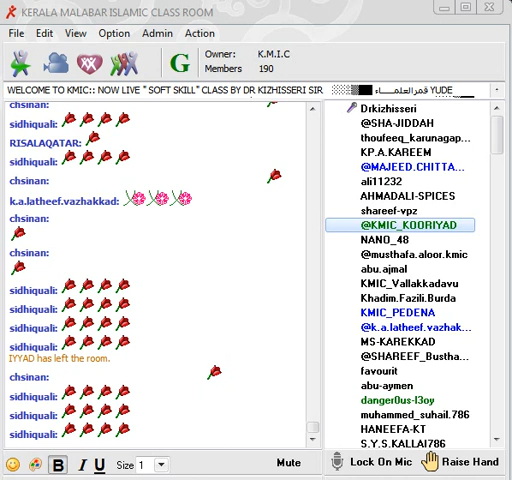 KERALA MALABAR ISLAMIC CLASS ROOM
File Edit View Option Admin Action
G
Owner: K.M.I.C
Members 190
WELCOME TO KMIC:: NOW LIVE " SOFT SKILL" CLASS BY DR KIZHISSERI SIR قمرالعلمـــاء YUDE
chsinan:
sidhiquali:
RISALAQATAR:
sidhiquali:
chsinan:
k.a.latheef.vazhakkad:
chsinan:
chsinan:
sidhiquali:
sidhiquali:
sidhiquali:
sidhiquali:
IYYAD has left the room.
chsinan:
sidhiquali:
sidhiquali:
sidhiquali:
Drkizhisseri
@SHA-JIDDAH
thoufeeq_karunagap...
KP.A.KAREEM
@MAJEED.CHITTA...
ali11232
AHMADALI-SPICES
shareef-vpz
@KMIC_KOORIYAD
NANO_48
@musthafa.aloor.kmic
abu.ajmal
KMIC_Vallakkadavu
Khadim.Fazili.Burda
KMIC_PEDENA
@k.a.latheef.vazhak...
MS-KAREKKAD
@SHAREEF_Bustha...
favourit
abu-aymen
danger0us-l3oy
muhammed_suhail.786
HANEEFA-KT
S.Y.S.KALLAI786
B I U Size 1 Mute
Lock On Mic Raise Hand